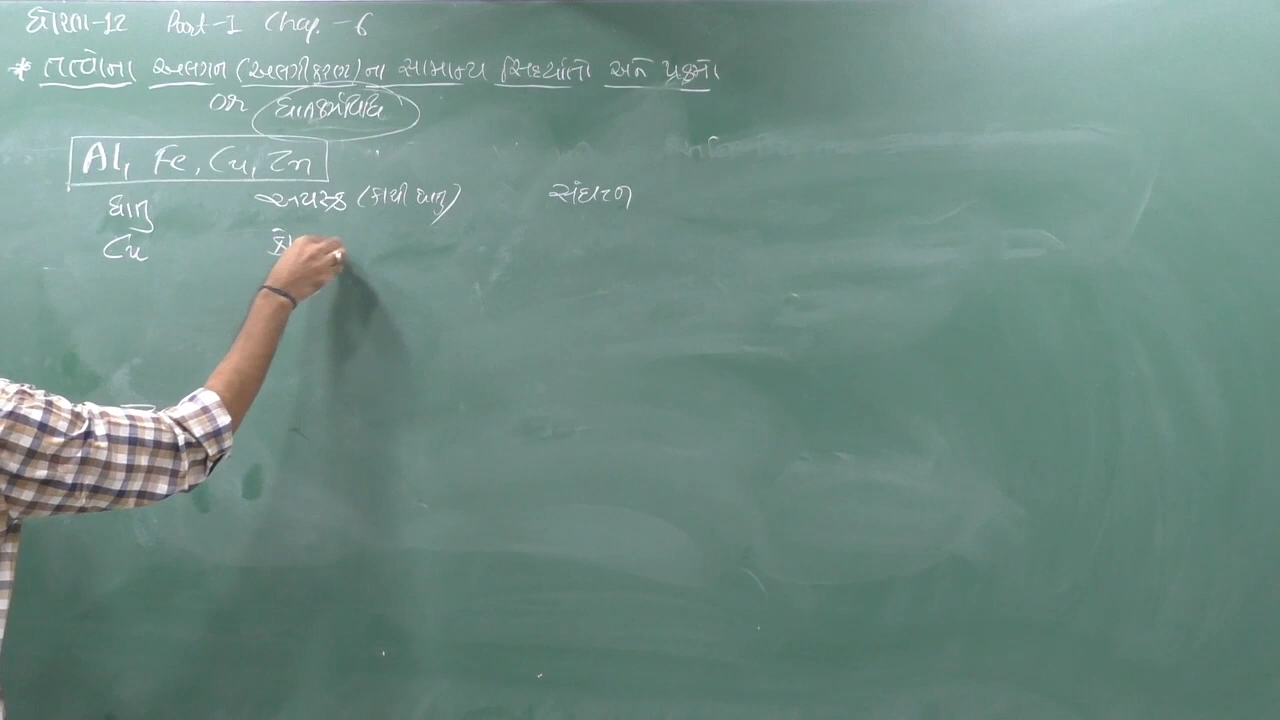 ધોરણ-12 Part-I Chap.-6
* તત્વોના અલગન (અલગીકરણ)ના સામાન્ય સિદ્ધાંતો અને પ્રક્રમો
OR ધાતુકર્મવિધિ
Al, Fe, Cu, Zn
ધાતુ અયસ્ક (કાચી ધાતુ) સંઘટન
Cu